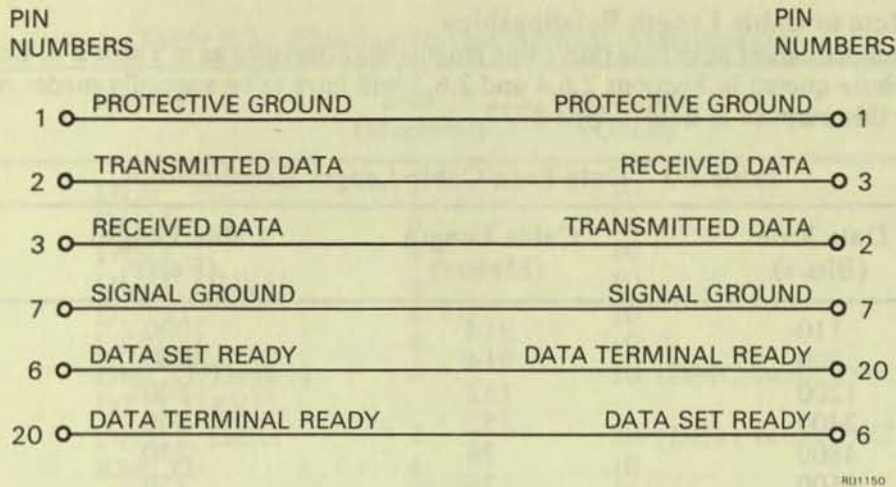 PIN NUMBERS
PIN NUMBERS
1 PROTECTIVE GROUND PROTECTIVE GROUND 1
2 TRANSMITTED DATA RECEIVED DATA 3
3 RECEIVED DATA TRANSMITTED DATA 2
7 SIGNAL GROUND SIGNAL GROUND 7
6 DATA SET READY DATA TERMINAL READY 20
20 DATA TERMINAL READY DATA SET READY 6
RU1150